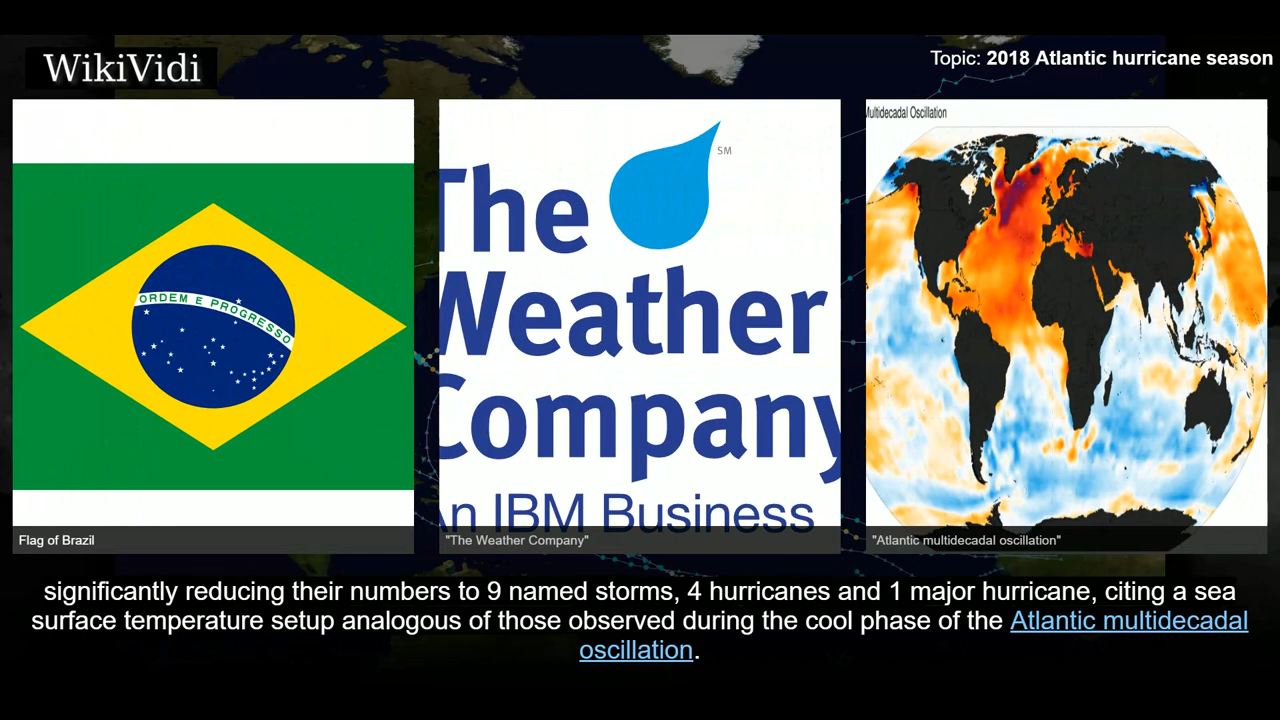 WikiVidi
Topic: 2018 Atlantic hurricane season
ORDEM E PROGRESSO
The
SM
Weather
Company
An IBM Business
Multidecadal Oscillation
Flag of Brazil
"The Weather Company"
"Atlantic multidecadal oscillation"
significantly reducing their numbers to 9 named storms, 4 hurricanes and 1 major hurricane, citing a sea
surface temperature setup analogous of those observed during the cool phase of the Atlantic multidecadal
oscillation.